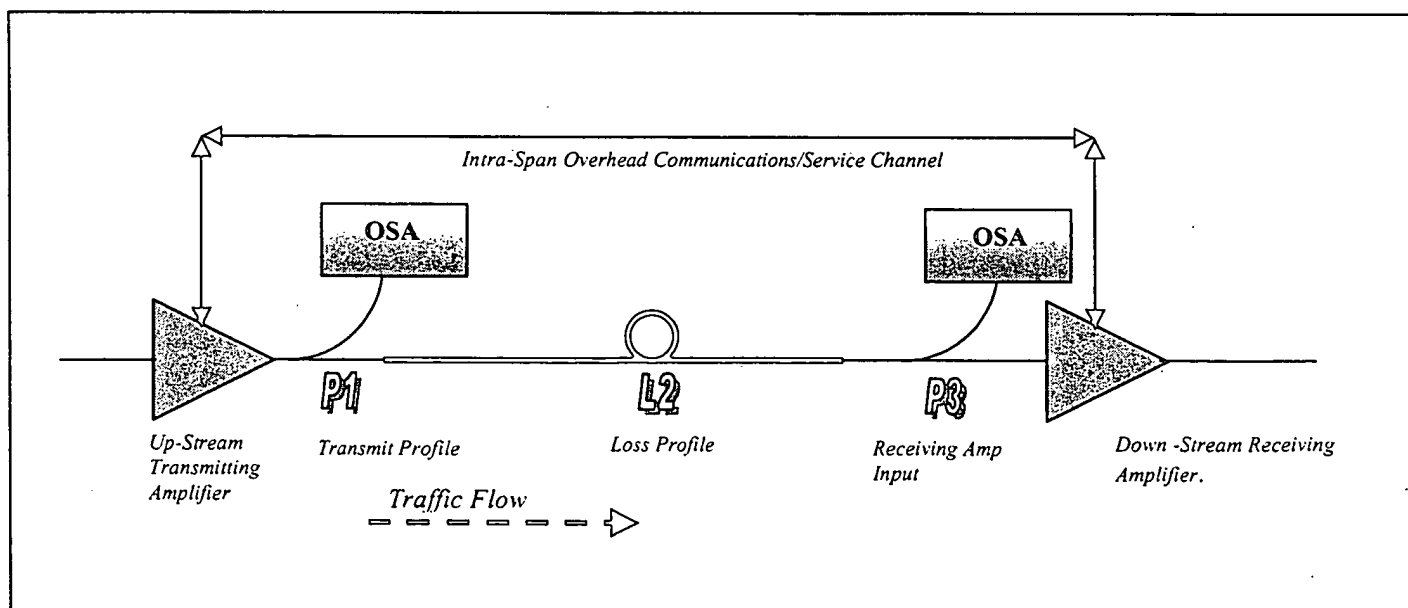 Intra-Span Overhead Communications/Service Channel
OSA
OSA
P1
L2
P3
Up-Stream
Transmitting
Amplifier
Transmit Profile
Loss Profile
Receiving Amp
Input
Down -Stream Receiving
Amplifier.
Traffic Flow